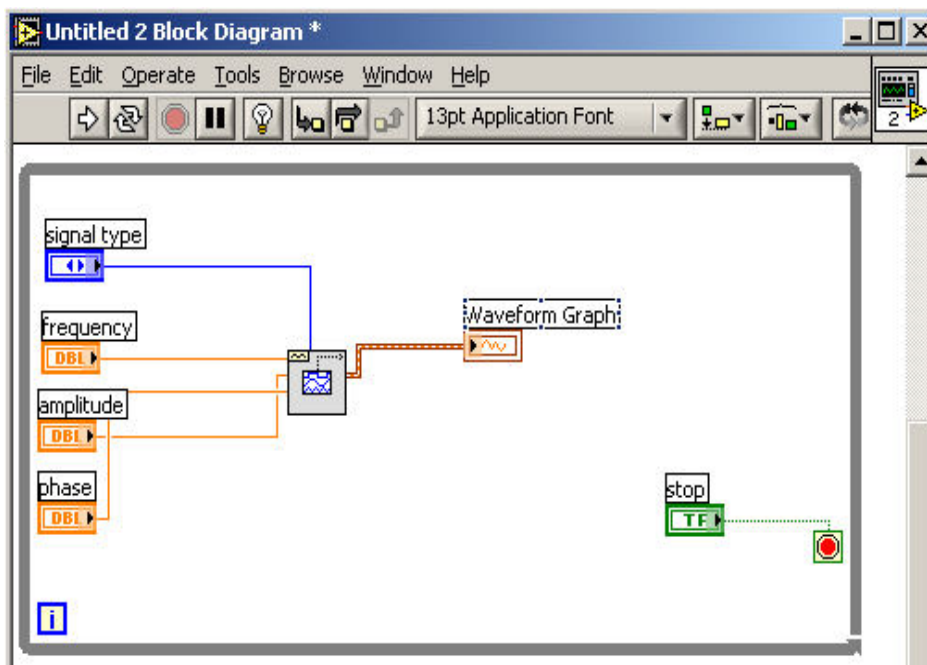 Untitled 2 Block Diagram *
File Edit Operate Tools Browse Window Help
13pt Application Font
2
signal type
frequency
DBL
Waveform Graph
amplitude
DBL
phase
DBL
stop
TF
i